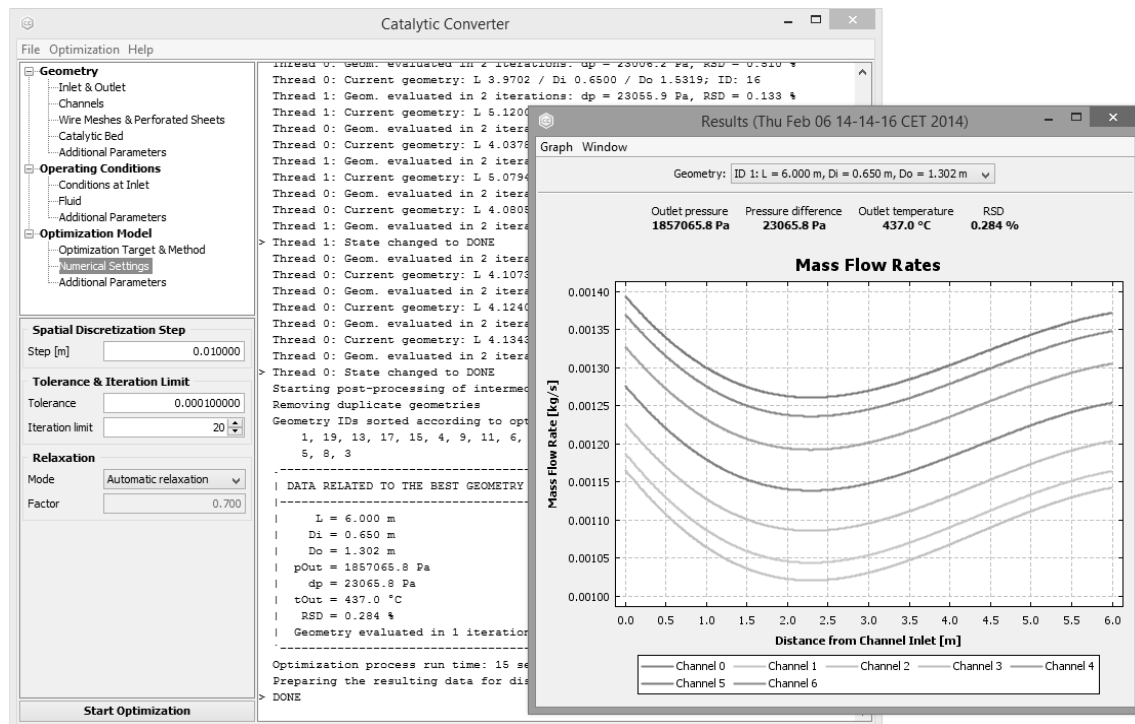 Catalytic Converter
File Optimization Help
Geometry
Inlet & Outlet
Channels
Wire Meshes & Perforated Sheets
Catalytic Bed
Additional Parameters
Operating Conditions
Conditions at Inlet
Fluid
Additional Parameters
Optimization Model
Optimization Target & Method
Numerical Settings
Additional Parameters
Spatial Discretization Step
Step [m] 0.010000
Tolerance & Iteration Limit
Tolerance 0.000100000
Iteration limit 20
Relaxation
Mode Automatic relaxation
Factor 0.700
Start Optimization
Thread 0: Geom. evaluated in 2 iterations: dp = 23006.2 Pa, RSD = 0.510 %
Thread 0: Current geometry: L 3.9702 / Di 0.6500 / Do 1.5319; ID: 16
Thread 1: Geom. evaluated in 2 iterations: dp = 23055.9 Pa, RSD = 0.133 %
Thread 1: Current geometry: L 5.1200
Thread 0: Geom. evaluated in 2 itera
Thread 0: Current geometry: L 4.0378
Thread 1: Geom. evaluated in 2 itera
Thread 1: Current geometry: L 5.0794
Thread 0: Geom. evaluated in 2 itera
Thread 0: Current geometry: L 4.0805
Thread 1: Geom. evaluated in 2 itera
> Thread 1: State changed to DONE
Thread 0: Geom. evaluated in 2 itera
Thread 0: Current geometry: L 4.1073
Thread 0: Geom. evaluated in 2 itera
Thread 0: Current geometry: L 4.1240
Thread 0: Geom. evaluated in 2 itera
Thread 0: Current geometry: L 4.1343
Thread 0: Geom. evaluated in 2 itera
> Thread 0: State changed to DONE
Starting post-processing of intermed
Removing duplicate geometries
Geometry IDs sorted according to opt
1, 19, 13, 17, 15, 4, 9, 11, 6,
5, 8, 3
DATA RELATED TO THE BEST GEOMETRY
L = 6.000 m
Di = 0.650 m
Do = 1.302 m
pOut = 1857065.8 Pa
dp = 23065.8 Pa
tOut = 437.0 °C
RSD = 0.284 %
Geometry evaluated in 1 iteration
Optimization process run time: 15 se
Preparing the resulting data for dis
> DONE
Results (Thu Feb 06 14-14-16 CET 2014)
Graph Window
Geometry: ID 1: L = 6.000 m, Di = 0.650 m, Do = 1.302 m
Outlet pressure Pressure difference Outlet temperature RSD
1857065.8 Pa 23065.8 Pa 437.0 °C 0.284 %
Mass Flow Rates
Mass Flow Rate [kg/s]
0.00140
0.00135
0.00130
0.00125
0.00120
0.00115
0.00110
0.00105
0.00100
0.0 0.5 1.0 1.5 2.0 2.5 3.0 3.5 4.0 4.5 5.0 5.5 6.0
Distance from Channel Inlet [m]
Channel 0 Channel 1 Channel 2 Channel 3 Channel 4
Channel 5 Channel 6